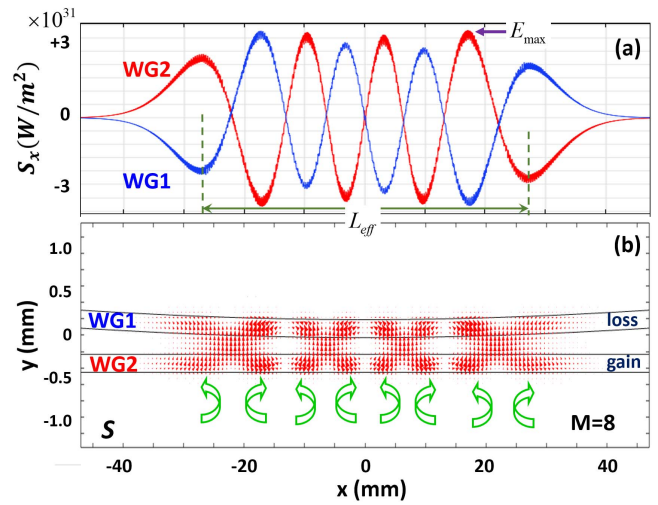 ×10³¹
(a)
E_max
+3
0
-3
S_x(W/m²)
WG2
WG1
L_eff
(b)
1.0
0.5
0
-0.5
-1.0
y (mm)
WG1
loss
WG2
gain
S
M=8
-40
-20
0
20
40
x (mm)